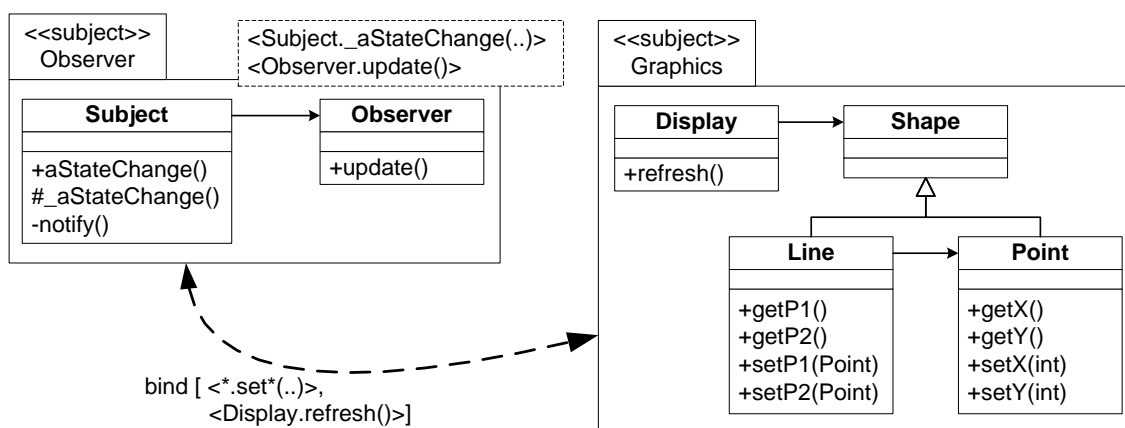 <<subject>>
Observer
<Subject._aStateChange(..)>
<Observer.update()>
Subject
+aStateChange()
#_aStateChange()
-notify()
Observer
+update()
bind [ <*.set*(..)>,
<Display.refresh()>]
<<subject>>
Graphics
Display
+refresh()
Shape
Line
+getP1()
+getP2()
+setP1(Point)
+setP2(Point)
Point
+getX()
+getY()
+setX(int)
+setY(int)